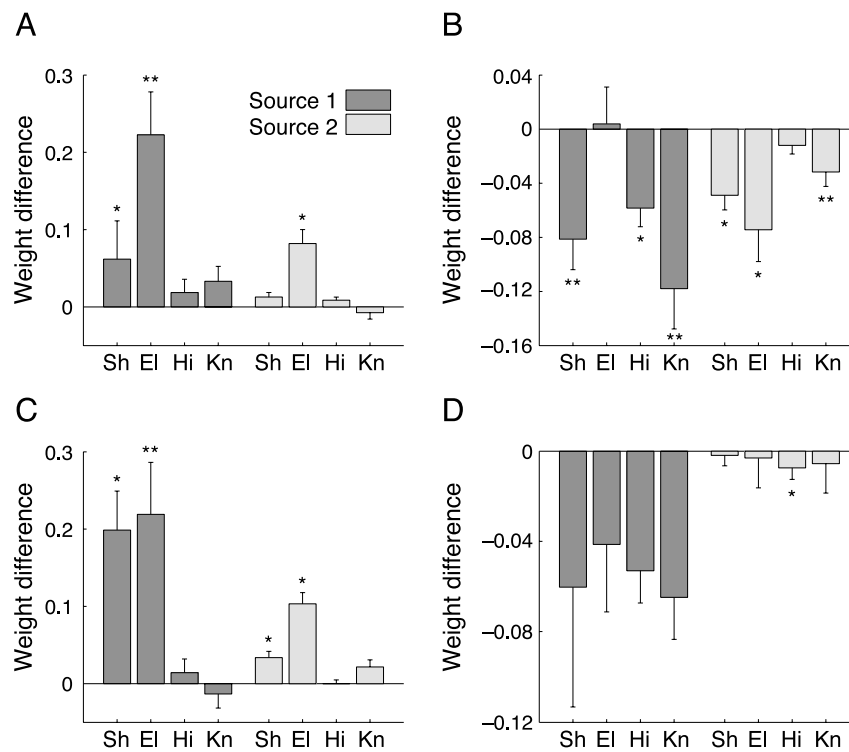 A
Weight difference
0.3
0.2
0.1
0
** 
* 
*
Source 1
Source 2
Sh El Hi Kn Sh El Hi Kn
B
Weight difference
0.04
0
−0.04
−0.08
−0.12
−0.16
** * ** * * **
Sh El Hi Kn Sh El Hi Kn
C
Weight difference
0.3
0.2
0.1
0
* ** * *
Sh El Hi Kn Sh El Hi Kn
D
Weight difference
0
−0.04
−0.08
−0.12
*
Sh El Hi Kn Sh El Hi Kn